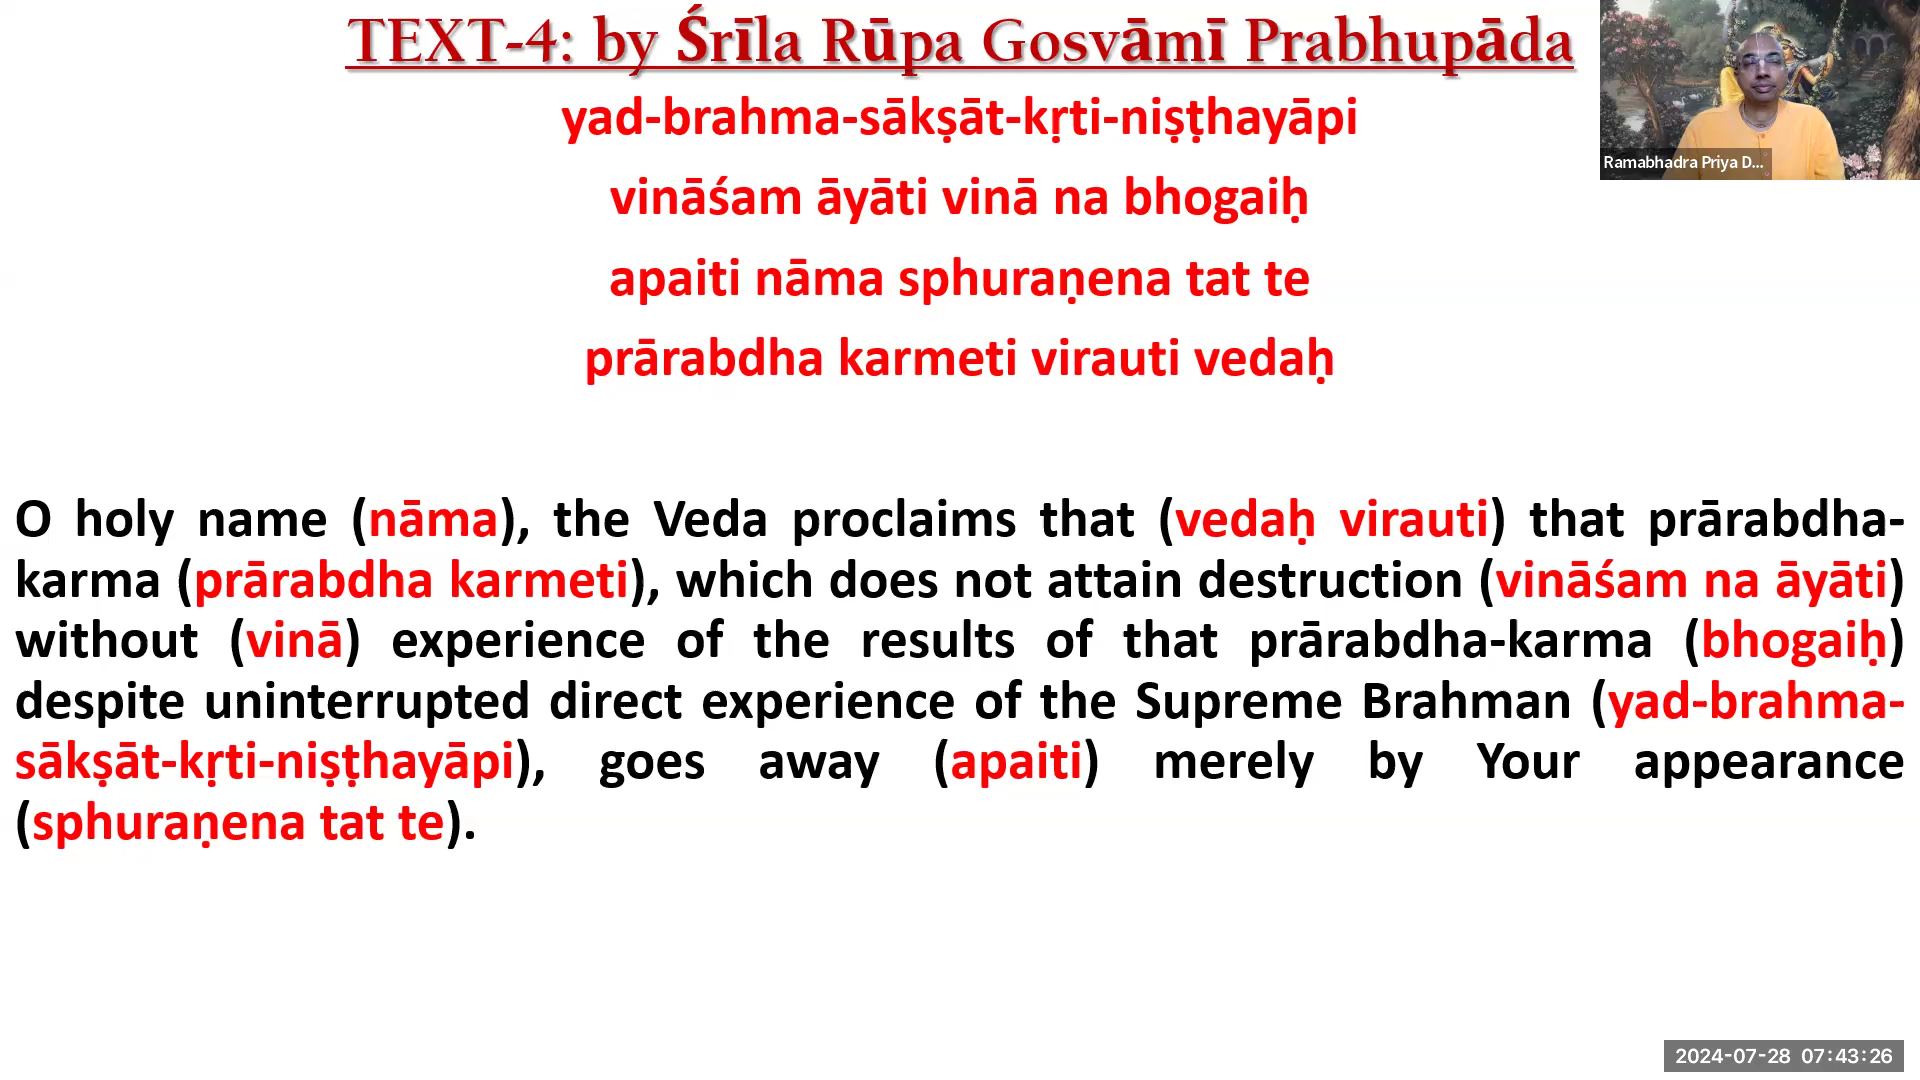 TEXT-4: by Śrīla Rūpa Gosvāmī Prabhupāda
yad-brahma-sākṣāt-kṛti-niṣṭhayāpi
vināśam āyāti vinā na bhogaiḥ
apaiti nāma sphuraṇena tat te
prārabdha karmeti virauti vedaḥ
O holy name (nāma), the Veda proclaims that (vedaḥ virauti) that prārabdha-
karma (prārabdha karmeti), which does not attain destruction (vināśam na āyāti)
without (vinā) experience of the results of that prārabdha-karma (bhogaiḥ)
despite uninterrupted direct experience of the Supreme Brahman (yad-brahma-
sākṣāt-kṛti-niṣṭhayāpi), goes away (apaiti) merely by Your appearance
(sphuraṇena tat te).
Ramabhadra Priya D...
2024-07-28 07:43:26